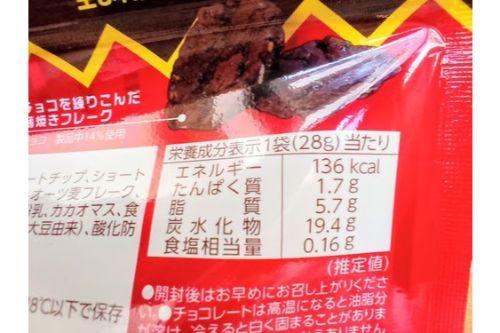 チョコを練りこんだ
薄焼きフレーク
チョコ 製品中14%使用
栄養成分表示1袋(28g)当たり
エネルギー 136 kcal
たんぱく質 1.7 g
脂質 5.7 g
炭水化物 19.4 g
食塩相当量 0.16 g
(推定値)
ートチップ、ショート
オーツ麦フレーク、
乳、カカオマス、食
大豆由来)、酸化防
8℃以下で保存
●開封後はお早めにお召し上がりくださ
い。●チョコレートは高温になると油脂分
が溶け、冷えると白く固まることがありま